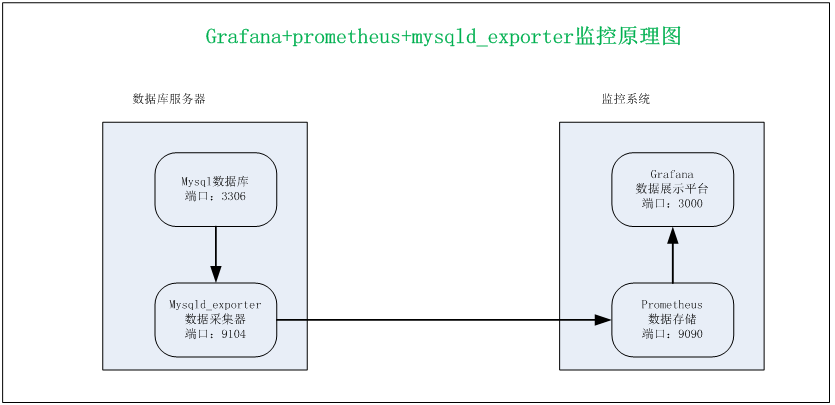 Grafana+prometheus+mysqld_exporter监控原理图
数据库服务器
监控系统
Mysql数据库
端口：3306
Grafana
数据展示平台
端口：3000
Mysqld_exporter
数据采集器
端口：9104
Prometheus
数据存储
端口：9090